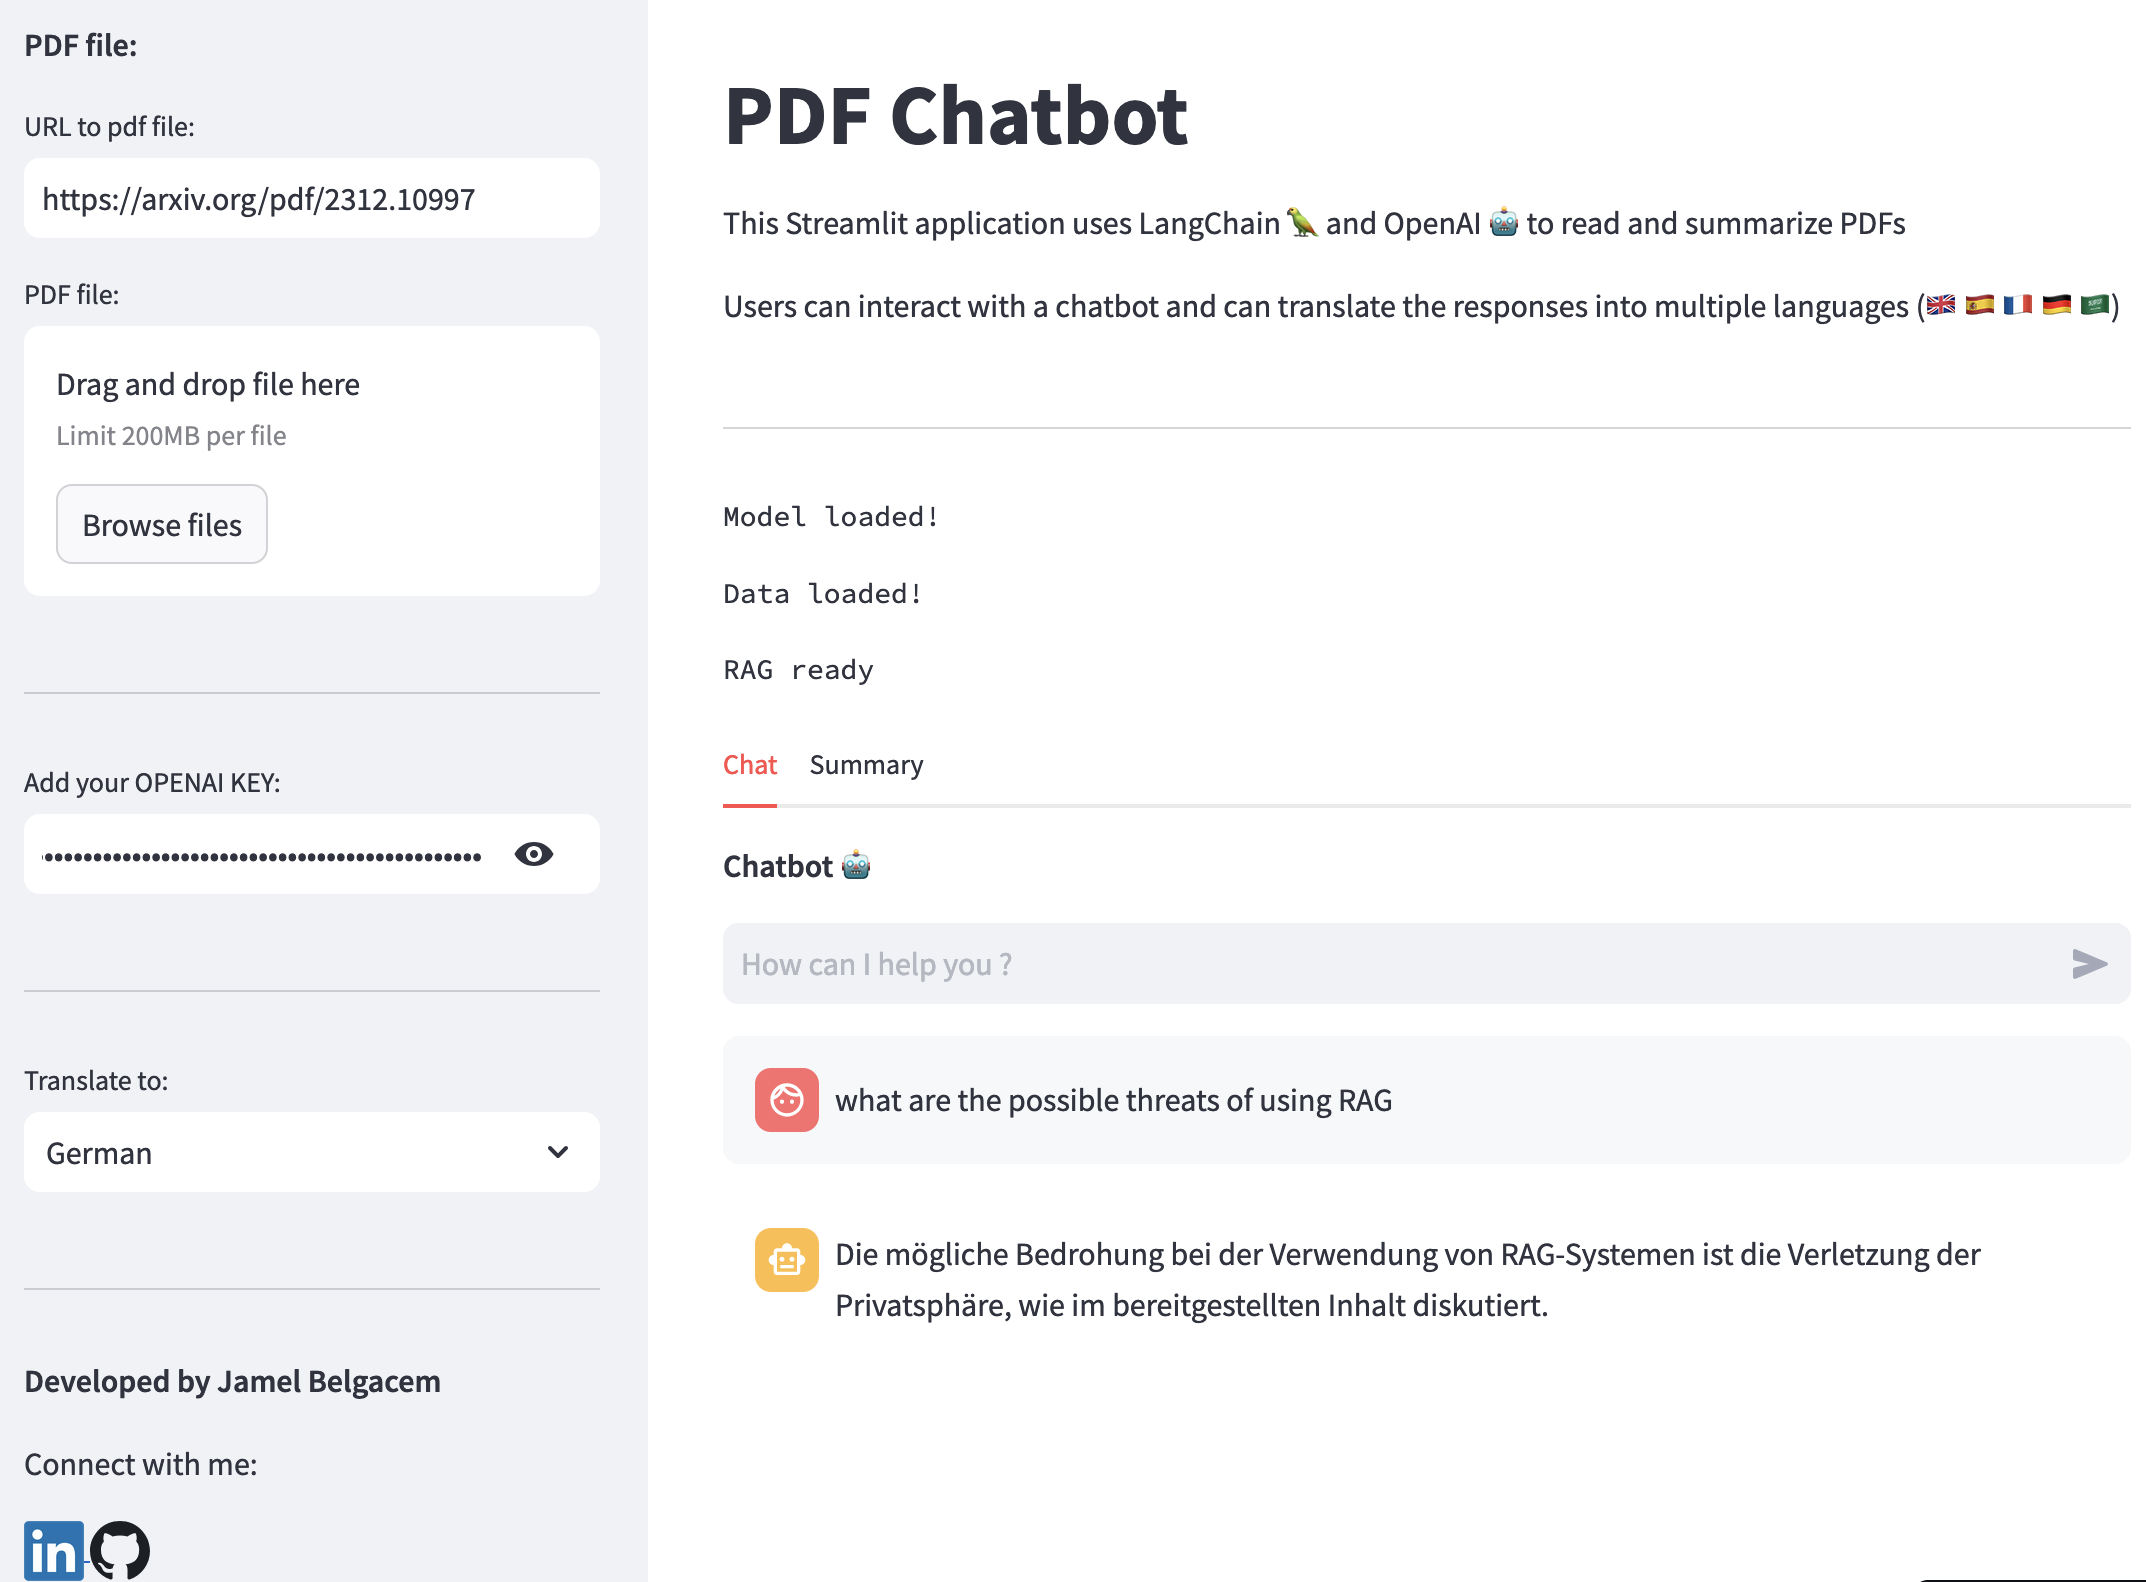 PDF file:
URL to pdf file:
https://arxiv.org/pdf/2312.10997
PDF file:
Drag and drop file here
Limit 200MB per file
Browse files
Add your OPENAI KEY:
Translate to:
German
Developed by Jamel Belgacem
Connect with me:
in
PDF Chatbot
This Streamlit application uses LangChain 🦜 and OpenAI 🤖 to read and summarize PDFs
Users can interact with a chatbot and can translate the responses into multiple languages (🇬🇧 🇪🇸 🇫🇷 🇩🇪 🇸🇦)
Model loaded!
Data loaded!
RAG ready
Chat Summary
Chatbot 🤖
How can I help you ?
what are the possible threats of using RAG
Die mögliche Bedrohung bei der Verwendung von RAG-Systemen ist die Verletzung der
Privatsphäre, wie im bereitgestellten Inhalt diskutiert.